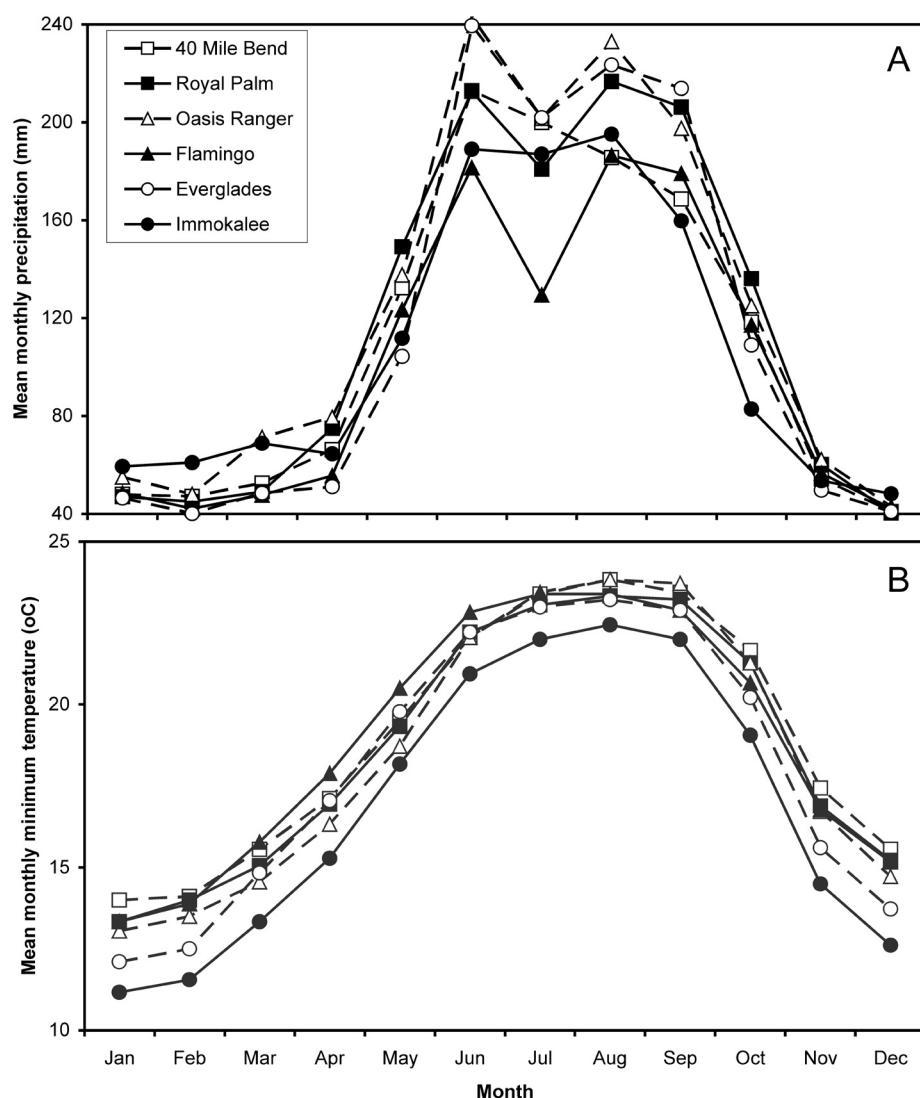 A
40 Mile Bend
Royal Palm
Oasis Ranger
Flamingo
Everglades
Immokalee
Mean monthly precipitation (mm)
240
200
160
120
80
40
B
Mean monthly minimum temperature (oC)
25
20
15
10
Jan Feb Mar Apr May Jun Jul Aug Sep Oct Nov Dec
Month